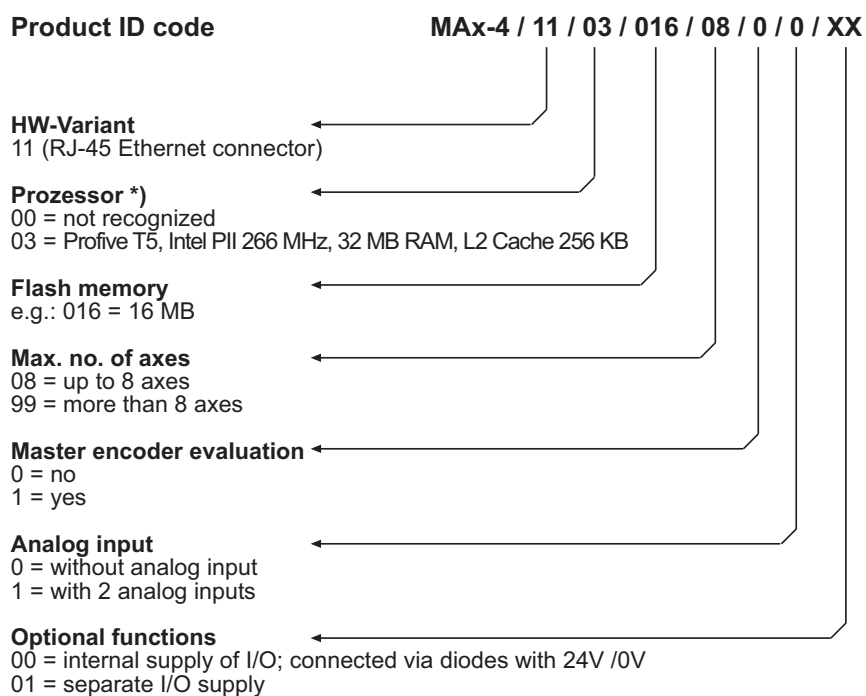 Product ID code MAx-4 / 11 / 03 / 016 / 08 / 0 / 0 / XX
HW-Variant
11 (RJ-45 Ethernet connector)
Prozessor *)
00 = not recognized
03 = Profive T5, Intel PII 266 MHz, 32 MB RAM, L2 Cache 256 KB
Flash memory
e.g.: 016 = 16 MB
Max. no. of axes
08 = up to 8 axes
99 = more than 8 axes
Master encoder evaluation
0 = no
1 = yes
Analog input
0 = without analog input
1 = with 2 analog inputs
Optional functions
00 = internal supply of I/O; connected via diodes with 24V /0V
01 = separate I/O supply